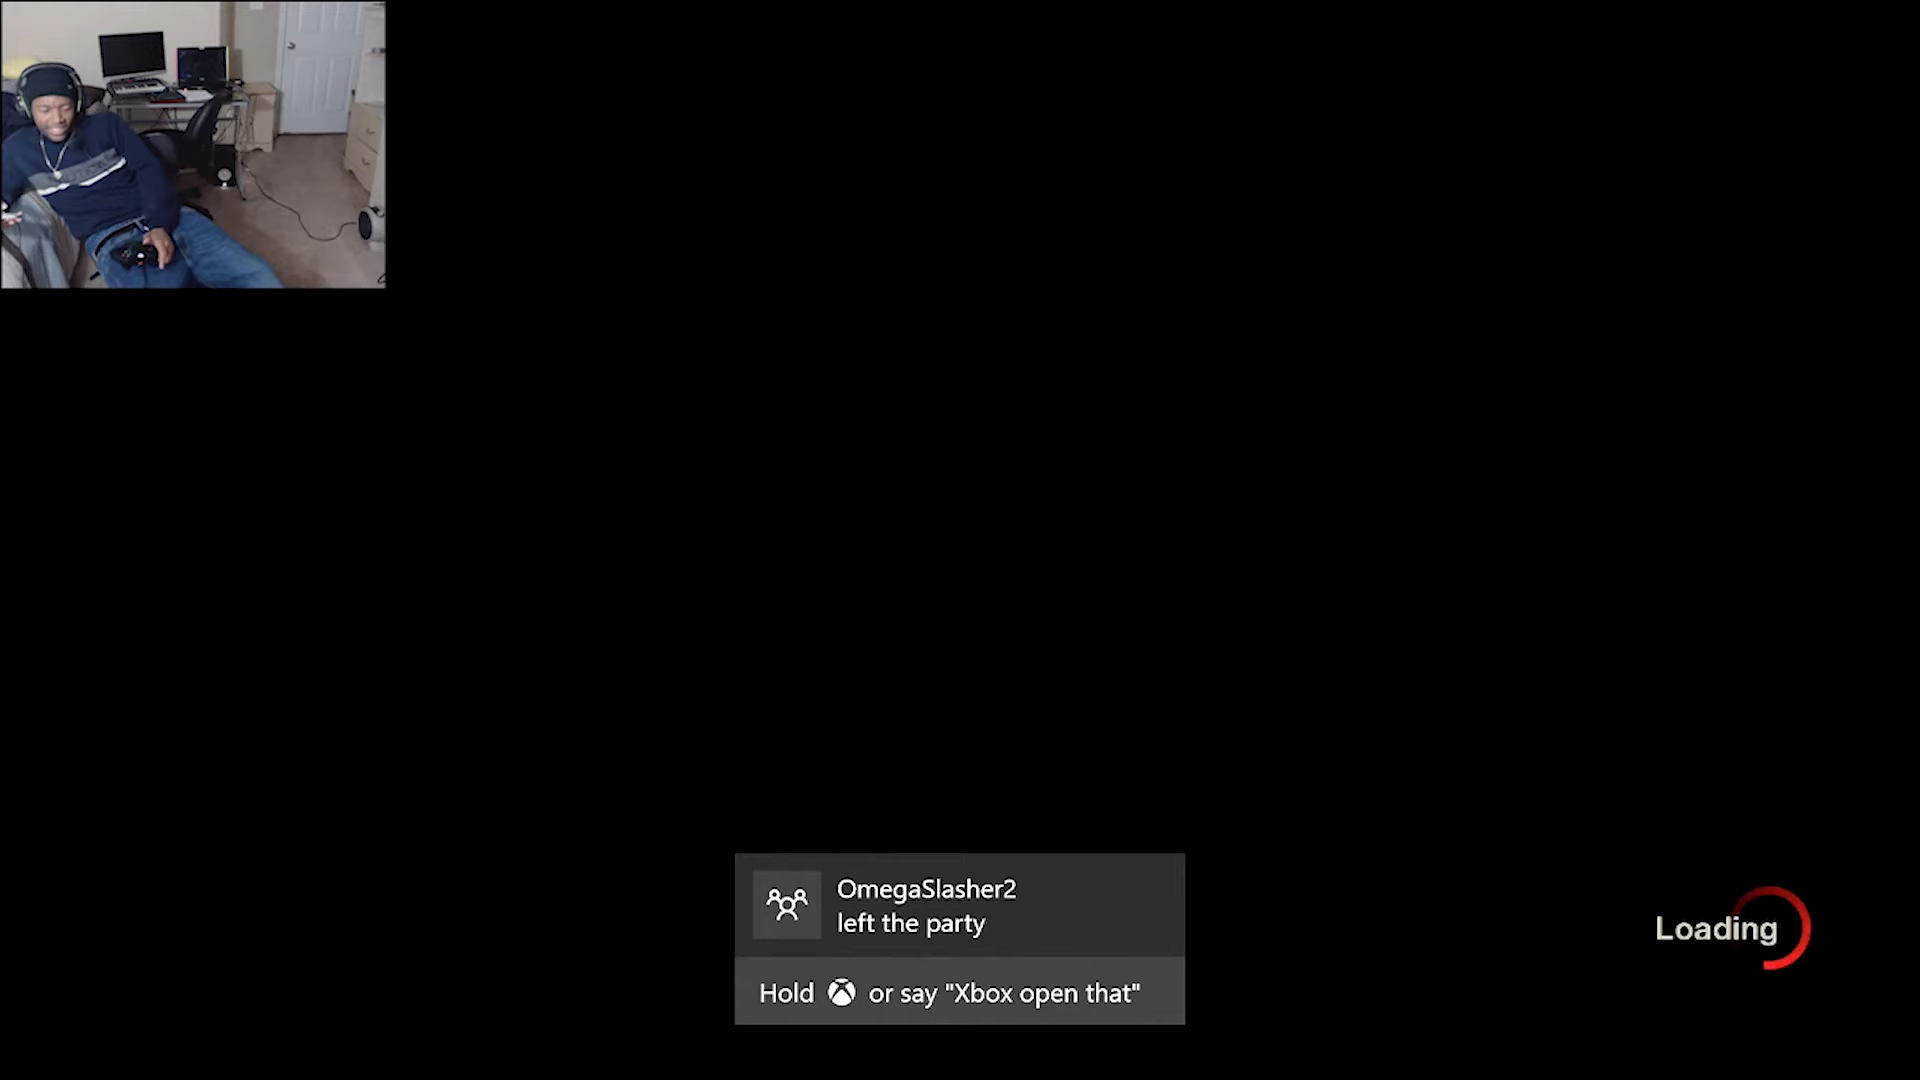 OmegaSlasher2
left the party
Hold or say "Xbox open that"
Loading